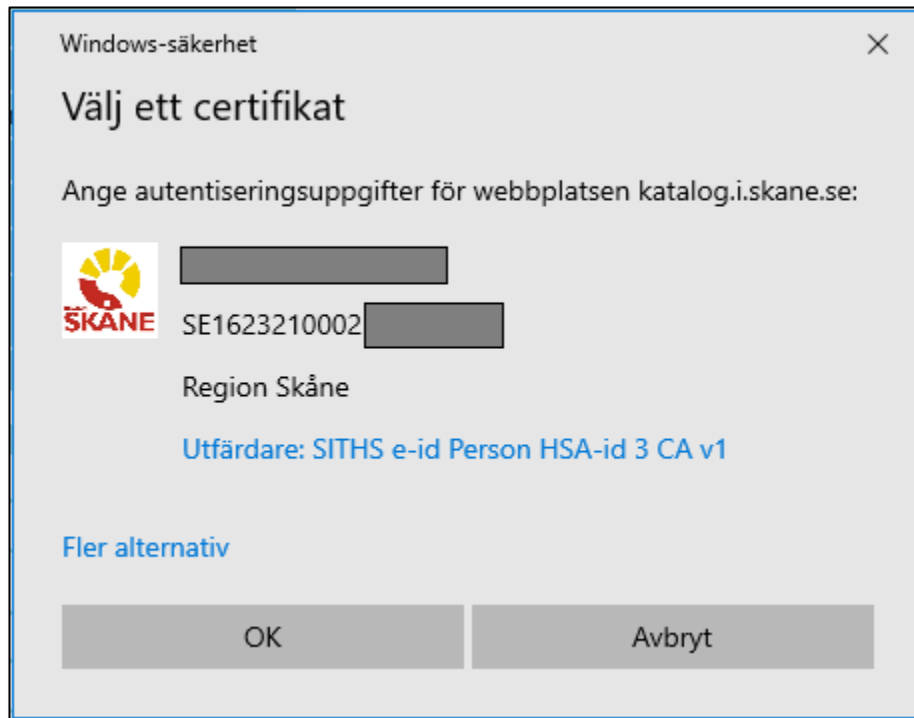 Windows-säkerhet
Välj ett certifikat
Ange autentiseringsuppgifter för webbplatsen katalog.i.skane.se:
SKÅNE
SE1623210002
Region Skåne
Utfärdare: SITHS e-id Person HSA-id 3 CA v1
Fler alternativ
OK
Avbryt